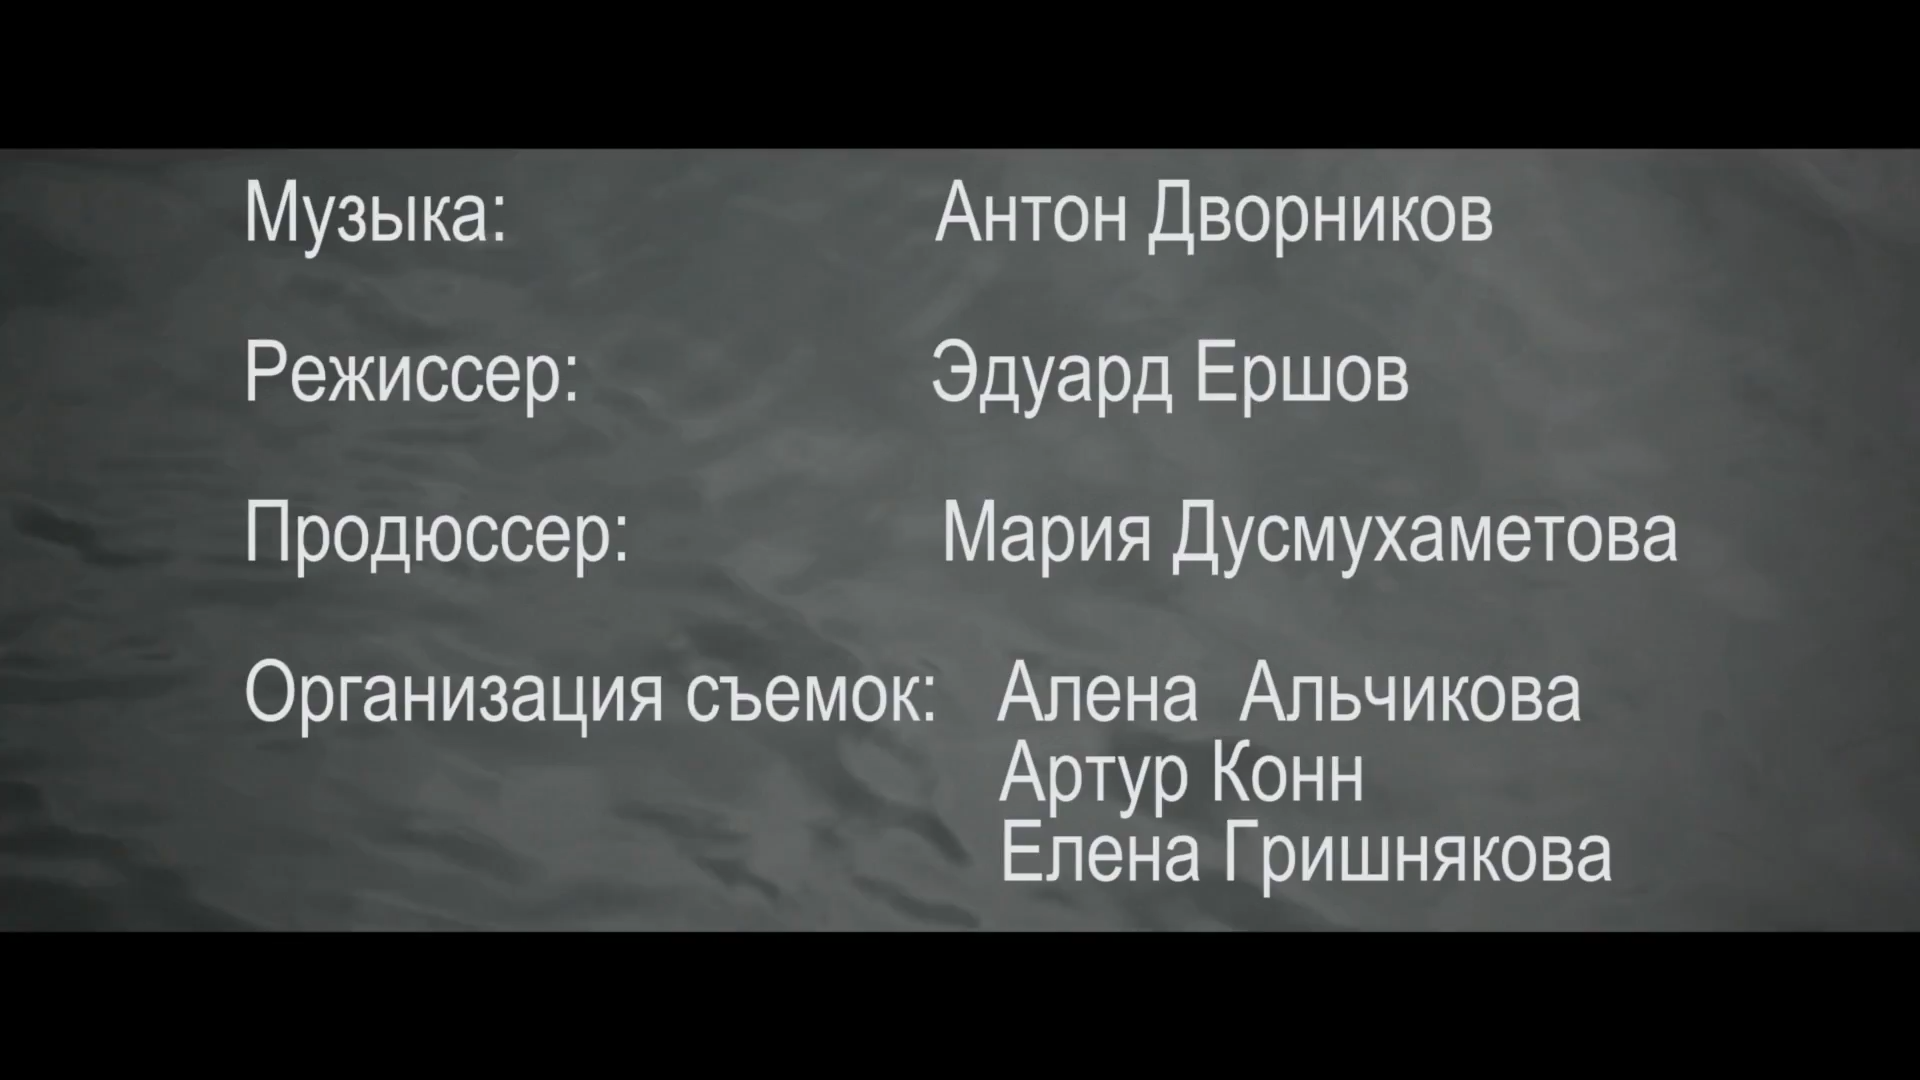 Музыка: Антон Дворников
Режиссер: Эдуард Ершов
Продюссер: Мария Дусмухаметова
Организация съемок: Алена Альчикова
Артур Конн
Елена Гришнякова